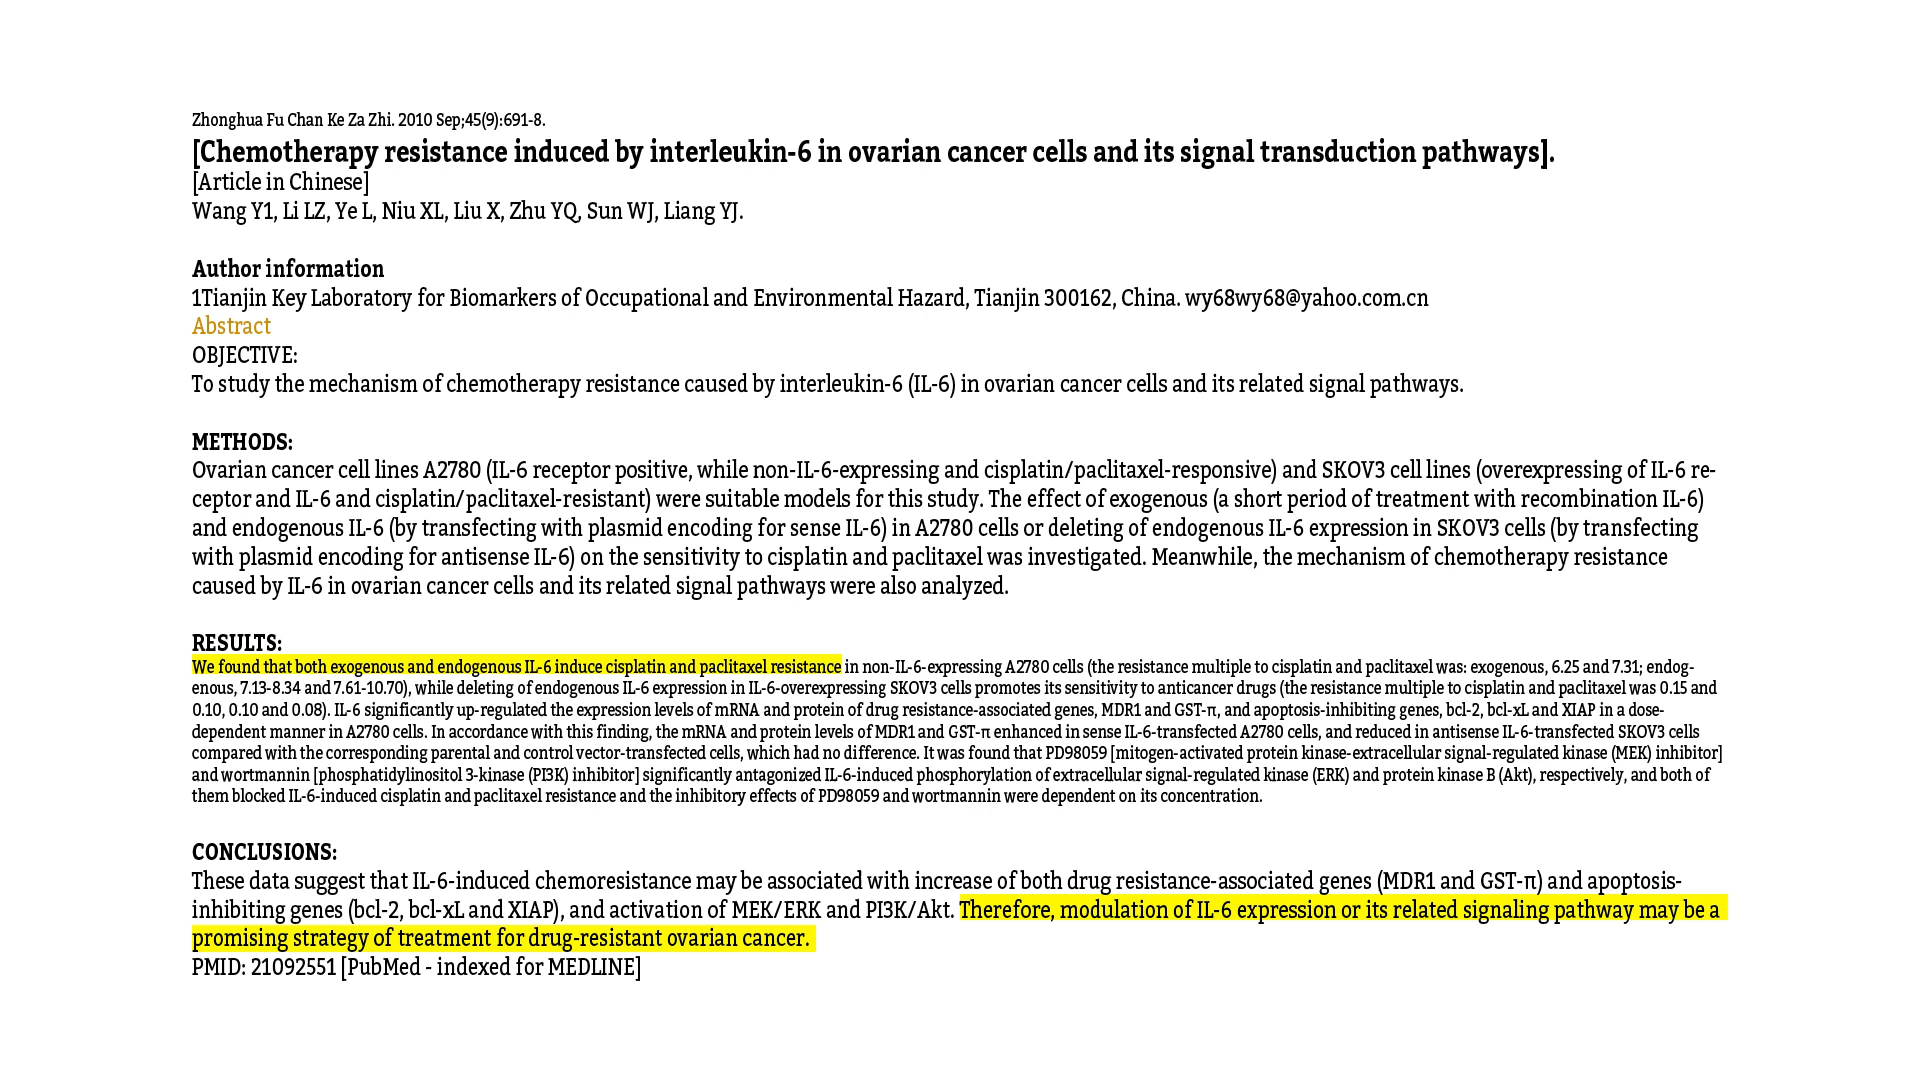 Zhonghua Fu Chan Ke Za Zhi. 2010 Sep;45(9):691-8.
[Chemotherapy resistance induced by interleukin-6 in ovarian cancer cells and its signal transduction pathways].
[Article in Chinese]
Wang Y1, Li LZ, Ye L, Niu XL, Liu X, Zhu YQ, Sun WJ, Liang YJ.
Author information
1Tianjin Key Laboratory for Biomarkers of Occupational and Environmental Hazard, Tianjin 300162, China. wy68wy68@yahoo.com.cn
Abstract
OBJECTIVE:
To study the mechanism of chemotherapy resistance caused by interleukin-6 (IL-6) in ovarian cancer cells and its related signal pathways.
METHODS:
Ovarian cancer cell lines A2780 (IL-6 receptor positive, while non-IL-6-expressing and cisplatin/paclitaxel-responsive) and SKOV3 cell lines (overexpressing of IL-6 re-
ceptor and IL-6 and cisplatin/paclitaxel-resistant) were suitable models for this study. The effect of exogenous (a short period of treatment with recombination IL-6)
and endogenous IL-6 (by transfecting with plasmid encoding for sense IL-6) in A2780 cells or deleting of endogenous IL-6 expression in SKOV3 cells (by transfecting
with plasmid encoding for antisense IL-6) on the sensitivity to cisplatin and paclitaxel was investigated. Meanwhile, the mechanism of chemotherapy resistance
caused by IL-6 in ovarian cancer cells and its related signal pathways were also analyzed.
RESULTS:
We found that both exogenous and endogenous IL-6 induce cisplatin and paclitaxel resistance in non-IL-6-expressing A2780 cells (the resistance multiple to cisplatin and paclitaxel was: exogenous, 6.25 and 7.31; endog-
enous, 7.13-8.34 and 7.61-10.70), while deleting of endogenous IL-6 expression in IL-6-overexpressing SKOV3 cells promotes its sensitivity to anticancer drugs (the resistance multiple to cisplatin and paclitaxel was 0.15 and
0.10, 0.10 and 0.08). IL-6 significantly up-regulated the expression levels of mRNA and protein of drug resistance-associated genes, MDR1 and GST-π, and apoptosis-inhibiting genes, bcl-2, bcl-xL and XIAP in a dose-
dependent manner in A2780 cells. In accordance with this finding, the mRNA and protein levels of MDR1 and GST-π enhanced in sense IL-6-transfected A2780 cells, and reduced in antisense IL-6-transfected SKOV3 cells
compared with the corresponding parental and control vector-transfected cells, which had no difference. It was found that PD98059 [mitogen-activated protein kinase-extracellular signal-regulated kinase (MEK) inhibitor]
and wortmannin [phosphatidylinositol 3-kinase (PI3K) inhibitor] significantly antagonized IL-6-induced phosphorylation of extracellular signal-regulated kinase (ERK) and protein kinase B (Akt), respectively, and both of
them blocked IL-6-induced cisplatin and paclitaxel resistance and the inhibitory effects of PD98059 and wortmannin were dependent on its concentration.
CONCLUSIONS:
These data suggest that IL-6-induced chemoresistance may be associated with increase of both drug resistance-associated genes (MDR1 and GST-π) and apoptosis-
inhibiting genes (bcl-2, bcl-xL and XIAP), and activation of MEK/ERK and PI3K/Akt. Therefore, modulation of IL-6 expression or its related signaling pathway may be a
promising strategy of treatment for drug-resistant ovarian cancer.
PMID: 21092551 [PubMed - indexed for MEDLINE]